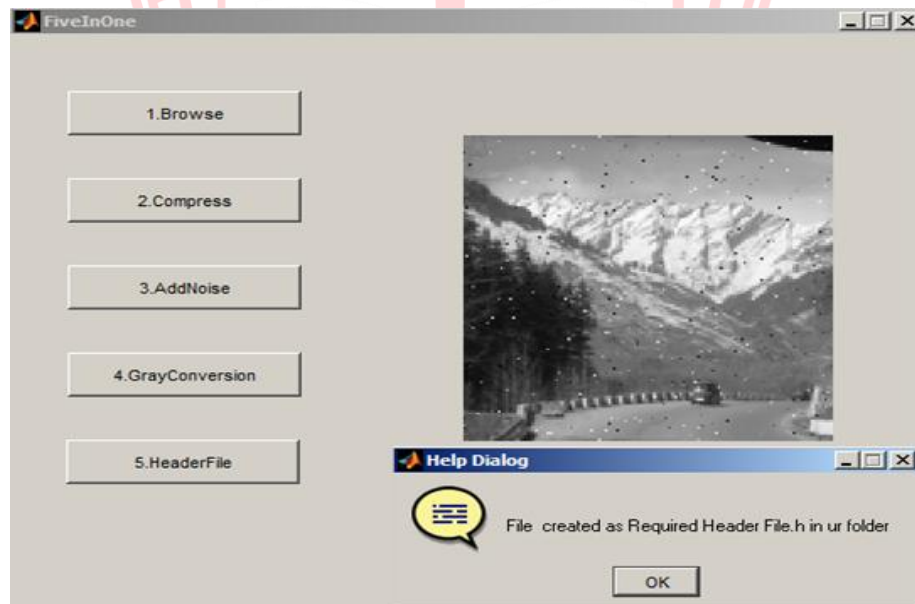 FiveInOne
1.Browse
2.Compress
3.AddNoise
4.GrayConversion
5.HeaderFile
Help Dialog
File created as Required Header File.h in ur folder
OK